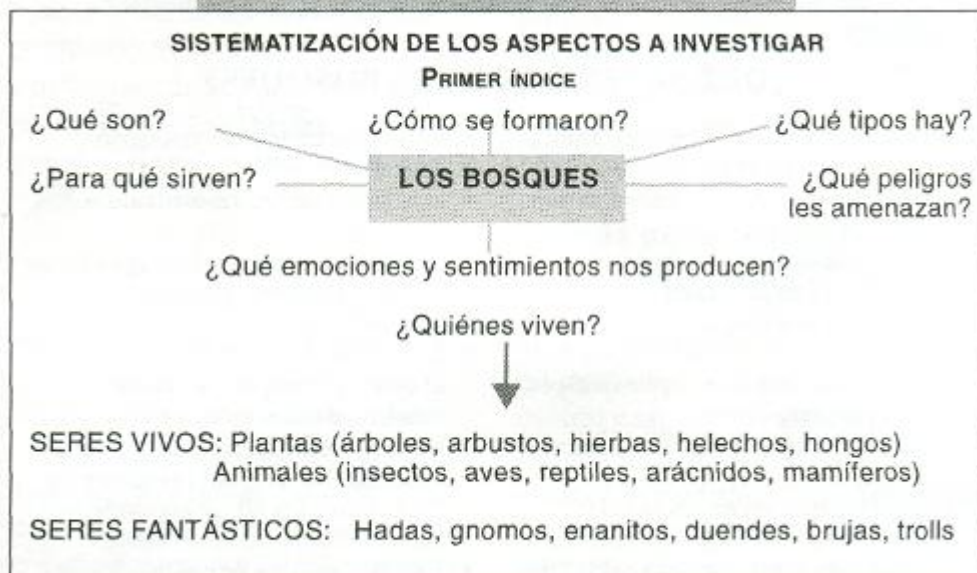 SISTEMATIZACIÓN DE LOS ASPECTOS A INVESTIGAR
PRIMER ÍNDICE
¿Qué son?
¿Cómo se formaron?
¿Qué tipos hay?
¿Para qué sirven?
LOS BOSQUES
¿Qué peligros
les amenazan?
¿Qué emociones y sentimientos nos producen?
¿Quiénes viven?
SERES VIVOS: Plantas (árboles, arbustos, hierbas, helechos, hongos)
Animales (insectos, aves, reptiles, arácnidos, mamíferos)
SERES FANTÁSTICOS: Hadas, gnomos, enanitos, duendes, brujas, trolls